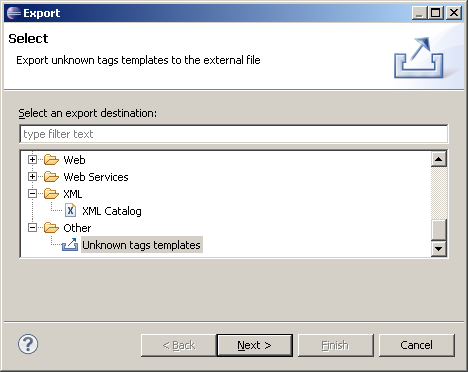 Export
Select
Export unknown tags templates to the external file
Select an export destination:
type filter text
Web
Web Services
XML
XML Catalog
Other
Unknown tags templates
? < Back Next > Finish Cancel